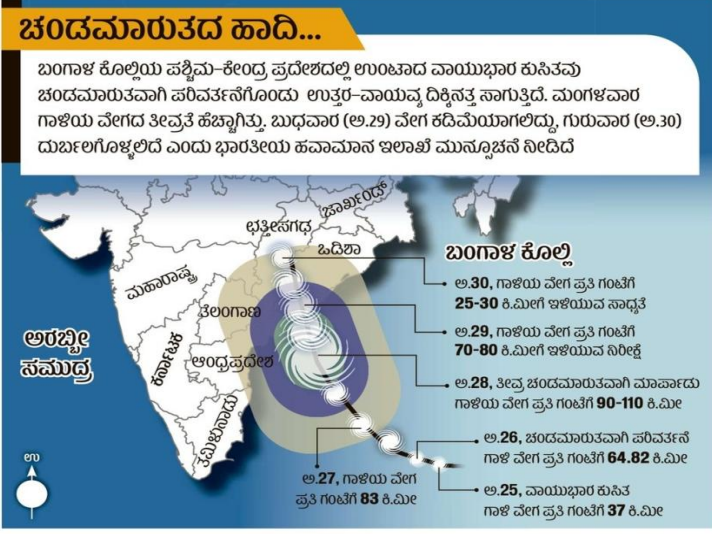 ಚಂಡಮಾರುತದ ಹಾದಿ...
ಬಂಗಾಳ ಕೊಲ್ಲಿಯ ಪಶ್ಚಿಮ–ಕೇಂದ್ರ ಪ್ರದೇಶದಲ್ಲಿ ಉಂಟಾದ ವಾಯುಭಾರ ಕುಸಿತವು
ಚಂಡಮಾರುತವಾಗಿ ಪರಿವರ್ತನೆಗೊಂಡು ಉತ್ತರ–ವಾಯವ್ಯ ದಿಕ್ಕಿನತ್ತ ಸಾಗುತ್ತಿದೆ. ಮಂಗಳವಾರ
ಗಾಳಿಯ ವೇಗದ ತೀವ್ರತೆ ಹೆಚ್ಚಾಗಿತ್ತು. ಬುಧವಾರ (ಅ.29) ವೇಗ ಕಡಿಮೆಯಾಗಲಿದ್ದು, ಗುರುವಾರ (ಅ.30)
ದುರ್ಬಲಗೊಳ್ಳಲಿದೆ ಎಂದು ಭಾರತೀಯ ಹವಾಮಾನ ಇಲಾಖೆ ಮುನ್ಸೂಚನೆ ನೀಡಿದೆ
ಜಾರ್ಖಂಡ್
ಛತ್ತೀಸಗಢ
ಒಡಿಶಾ
ಬಂಗಾಳ ಕೊಲ್ಲಿ
ಮಹಾರಾಷ್ಟ್ರ
ತೆಲಂಗಾಣ
ಅರಬ್ಬೀ
ಸಮುದ್ರ
ಕರ್ನಾಟಕ
ಆಂಧ್ರಪ್ರದೇಶ
ತಮಿಳುನಾಡು
ಅ.30, ಗಾಳಿಯ ವೇಗ ಪ್ರತಿ ಗಂಟೆಗೆ
25-30 ಕಿ.ಮೀಗೆ ಇಳಿಯುವ ಸಾಧ್ಯತೆ
ಅ.29, ಗಾಳಿಯ ವೇಗ ಪ್ರತಿ ಗಂಟೆಗೆ
70-80 ಕಿ.ಮೀಗೆ ಇಳಿಯುವ ನಿರೀಕ್ಷೆ
ಅ.28, ತೀವ್ರ ಚಂಡಮಾರುತವಾಗಿ ಮಾರ್ಪಾಡು
ಗಾಳಿಯ ವೇಗ ಪ್ರತಿ ಗಂಟೆಗೆ 90-110 ಕಿ.ಮೀ
ಅ.26, ಚಂಡಮಾರುತವಾಗಿ ಪರಿವರ್ತನೆ
ಗಾಳಿ ವೇಗ ಪ್ರತಿ ಗಂಟೆಗೆ 64.82 ಕಿ.ಮೀ
ಅ.27, ಗಾಳಿಯ ವೇಗ
ಪ್ರತಿ ಗಂಟೆಗೆ 83 ಕಿ.ಮೀ
ಅ.25, ವಾಯುಭಾರ ಕುಸಿತ
ಗಾಳಿ ವೇಗ ಪ್ರತಿ ಗಂಟೆಗೆ 37 ಕಿ.ಮೀ
ಉ